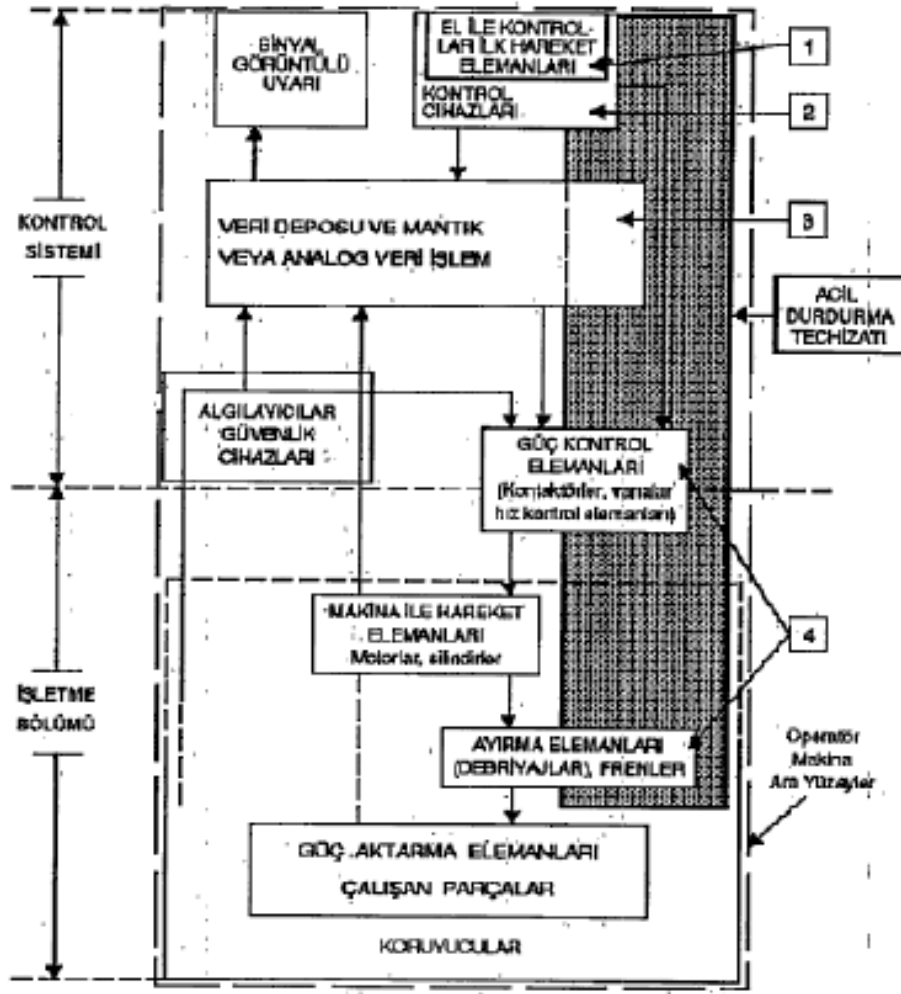 SİNYAL,
GÖRÜNTÜLÜ
UYARI
EL İLE KONTROL-
LAR İLK HAREKET
ELEMANLARI
KONTROL
CIHAZLARI
1
2
VERİ DEPOSU VE MANTIK
VEYA ANALOG VERİ İŞLEM
3
KONTROL
SİSTEMİ
ACİL
DURDURMA
TECHİZATI
ALGILAYICILAR
GÜVENLİK
CİHAZLARI
GÜÇ KONTROL
ELEMANLARİ
(Kontaktörler, vanalar
hız kontrol elemanları)
MAKİNA İLE HAREKET
ELEMANLARI
Motorlar, silindirler
4
İŞLETME
BÖLÜMÜ
AYIRMA ELEMANLARI
(DEBRİYAJLAR), FRENLER
Operatör
Makina
Ara Yüzeyler
GÜÇ AKTARMA ELEMANLARI
ÇALIŞAN PARÇALAR
KORUYUCULAR